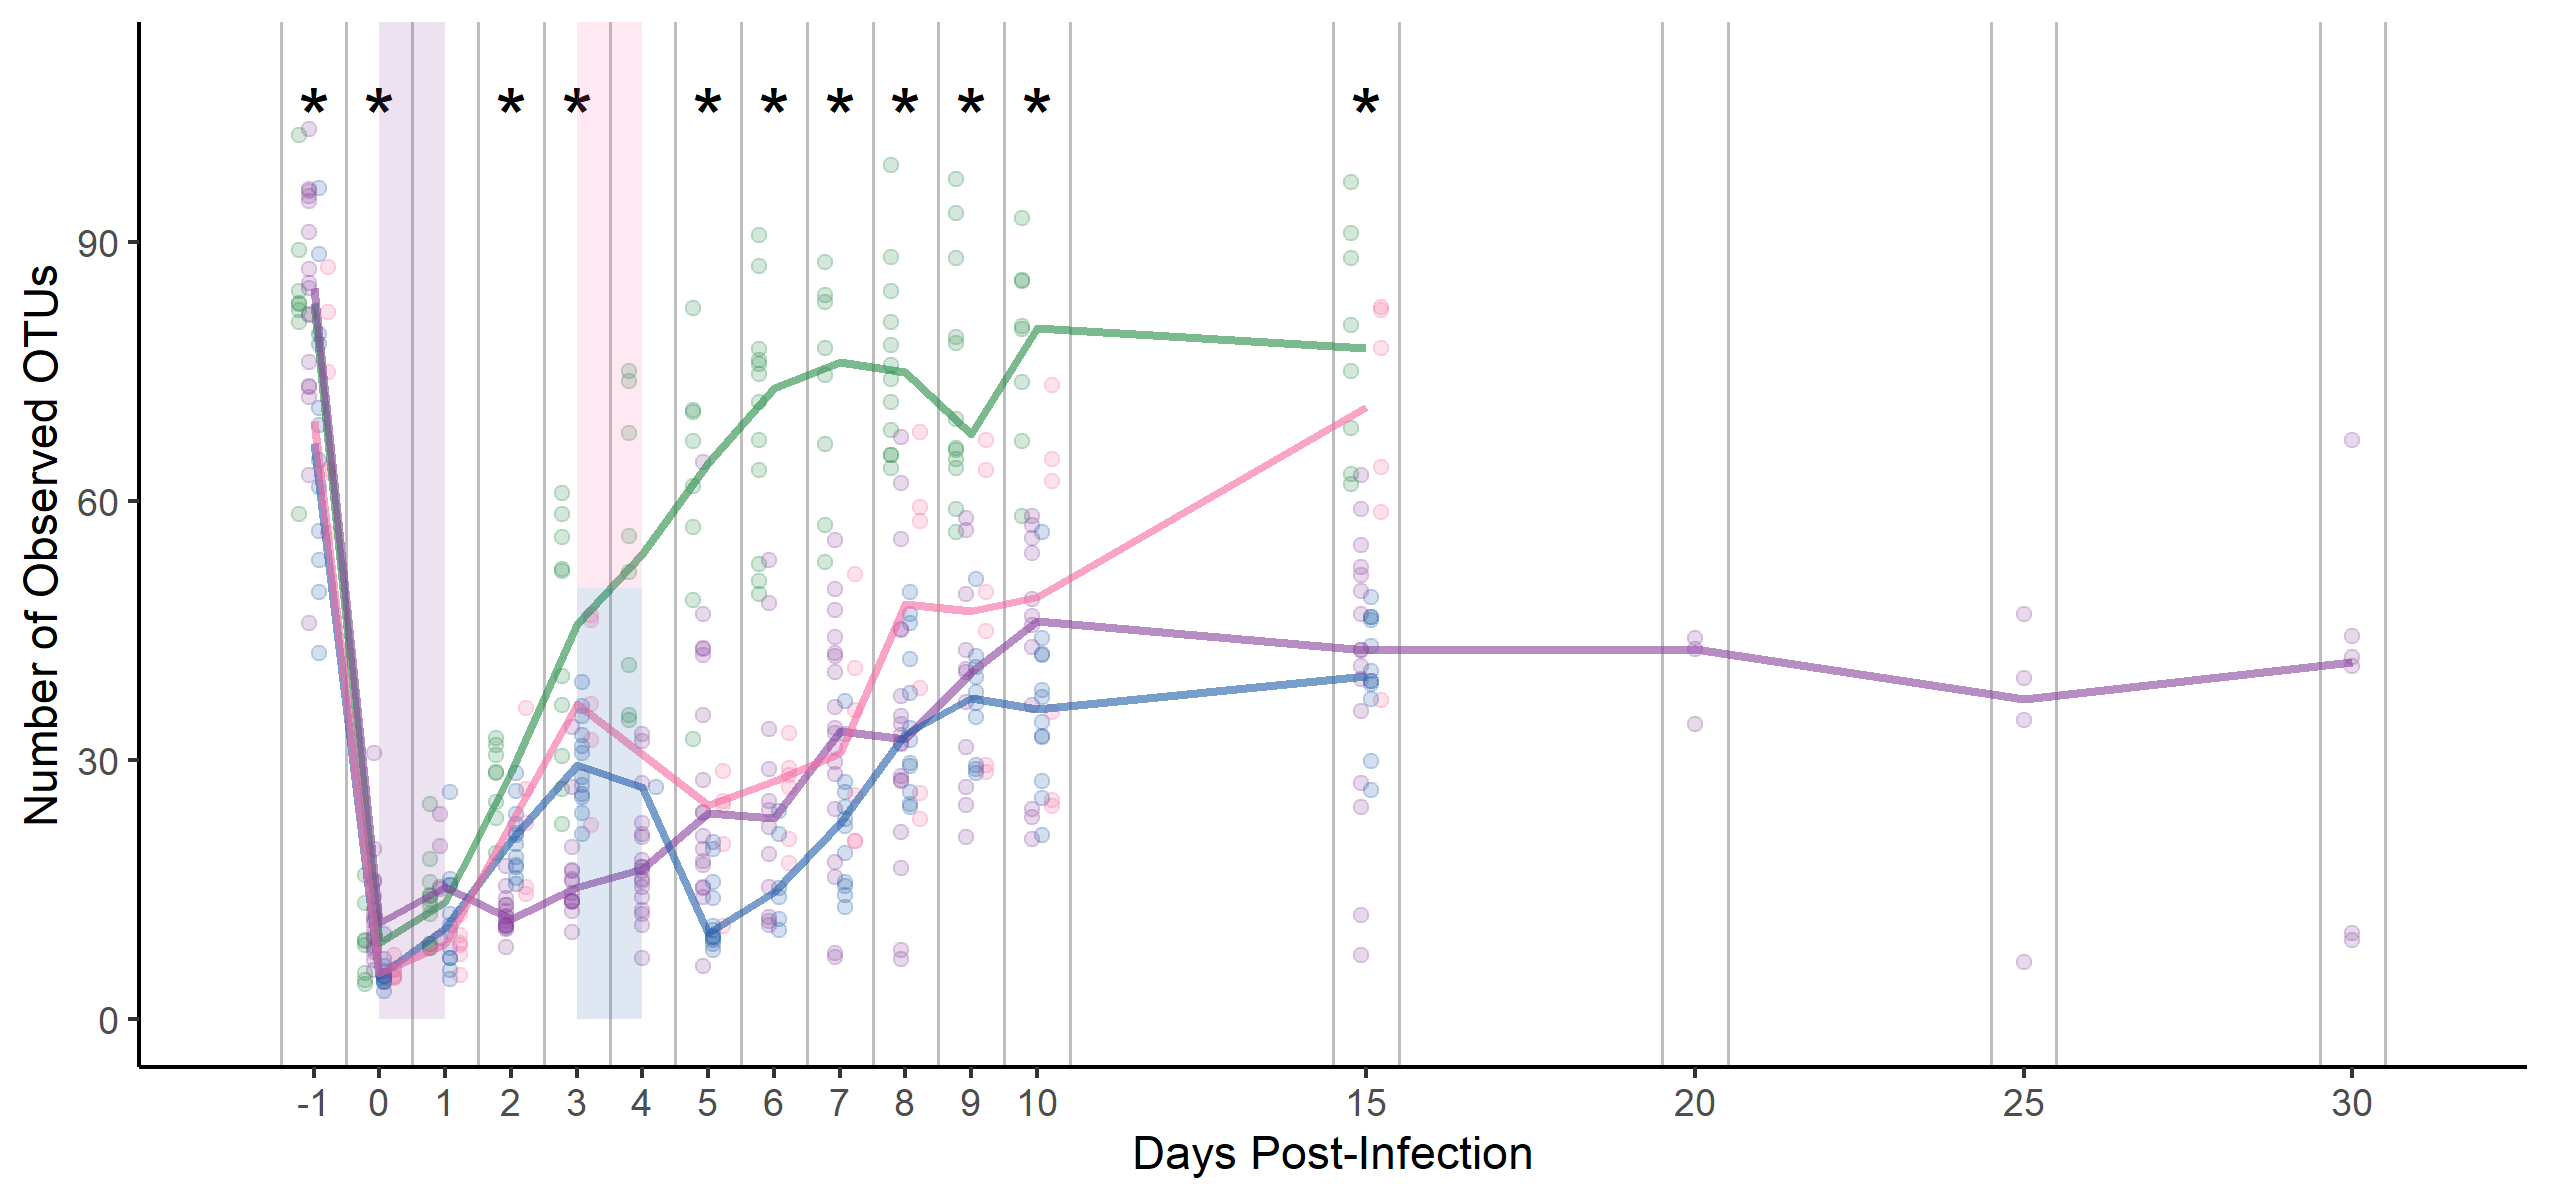 * * * * * * * * * * *
90
60
30
0
Number of Observed OTUs
-1 0 1 2 3 4 5 6 7 8 9 10 15 20 25 30
Days Post-Infection